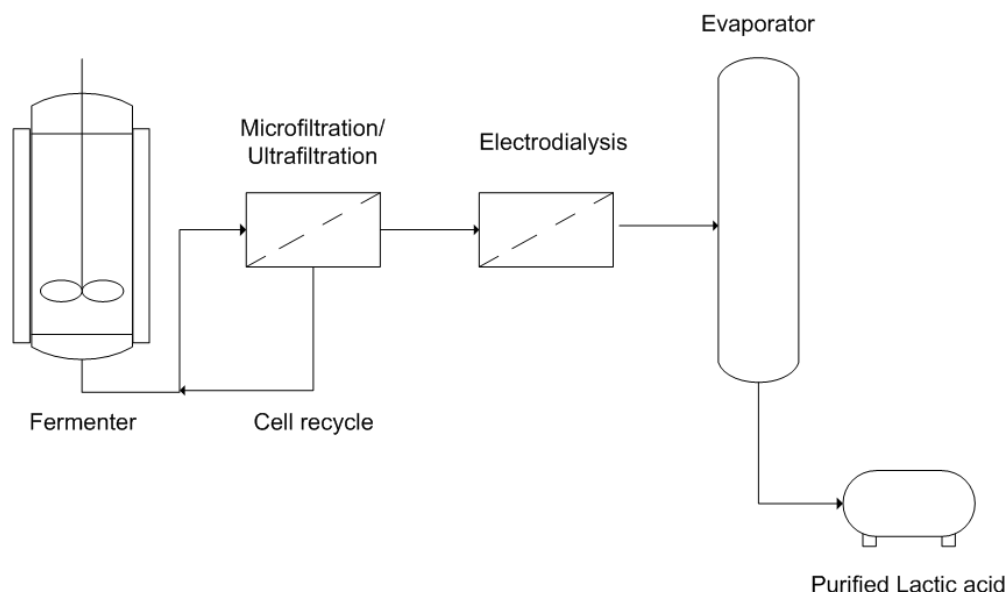 Evaporator
Microfiltration/
Ultrafiltration
Electrodialysis
Fermenter
Cell recycle
Purified Lactic acid